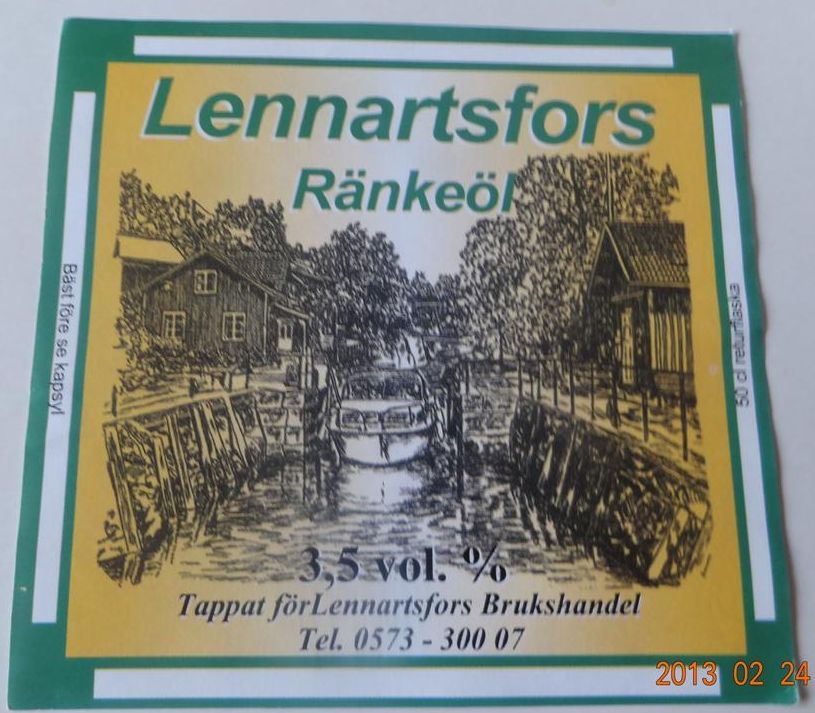 Lennartsfors
Ränkeöl
Bäst före se kapsyl
50 cl returflaska
3,5 vol. %
Tappat förLennartsfors Brukshandel
Tel. 0573 - 300 07
2013 02 24